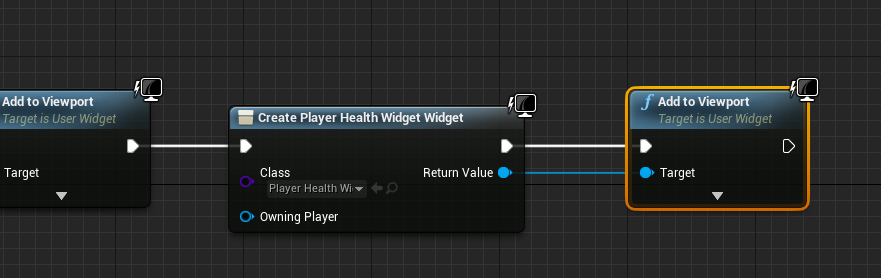 Add to Viewport
Target is User Widget
Target
Create Player Health Widget Widget
Class
Return Value
Player Health Wi
Owning Player
f Add to Viewport
Target is User Widget
Target